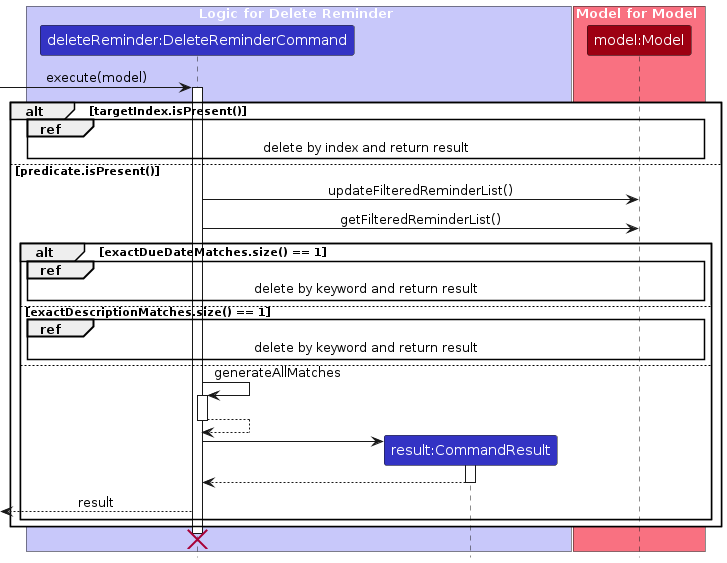 Logic for Delete Reminder
Model for Model
deleteReminder:DeleteReminderCommand
model:Model
execute(model)
alt [targetIndex.isPresent()]
ref
delete by index and return result
[predicate.isPresent()]
updateFilteredReminderList()
getFilteredReminderList()
alt [exactDueDateMatches.size() == 1]
ref
delete by keyword and return result
[exactDescriptionMatches.size() == 1]
ref
delete by keyword and return result
generateAllMatches
result:CommandResult
result